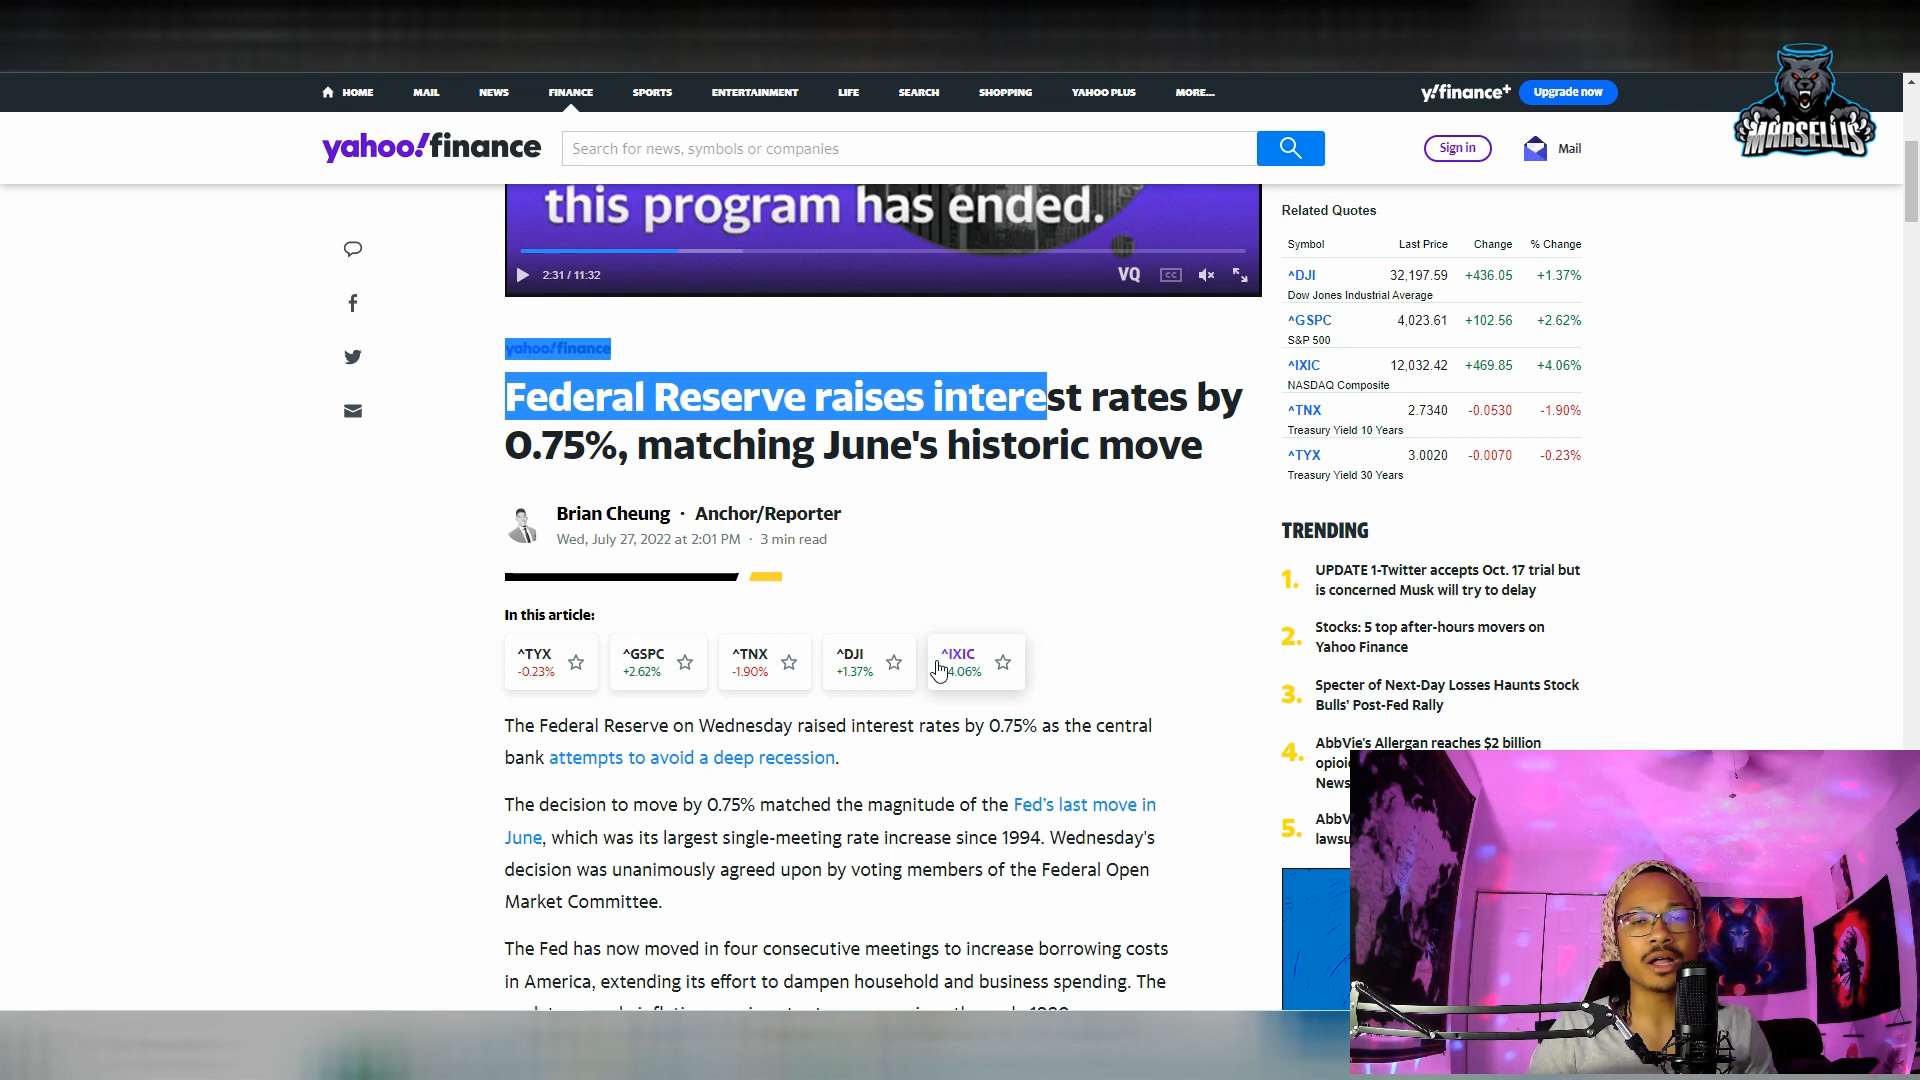 HOME MAIL NEWS FINANCE SPORTS ENTERTAINMENT LIFE SEARCH SHOPPING YAHOO PLUS MORE... y!finance+ Upgrade now
MARSELLIS
yahoo!finance Search for news, symbols or companies Sign in Mail
this program has ended.
2:31 / 11:32 VQ CC
yahoo!finance
Federal Reserve raises interest rates by
0.75%, matching June's historic move
Brian Cheung · Anchor/Reporter
Wed, July 27, 2022 at 2:01 PM · 3 min read
In this article:
^TYX ^GSPC ^TNX ^DJI ^IXIC
-0.23% +2.62% -1.90% +1.37% 4.06%
The Federal Reserve on Wednesday raised interest rates by 0.75% as the central
bank attempts to avoid a deep recession.
The decision to move by 0.75% matched the magnitude of the Fed's last move in
June, which was its largest single-meeting rate increase since 1994. Wednesday's
decision was unanimously agreed upon by voting members of the Federal Open
Market Committee.
The Fed has now moved in four consecutive meetings to increase borrowing costs
in America, extending its effort to dampen household and business spending. The
Related Quotes
Symbol Last Price Change % Change
^DJI 32,197.59 +436.05 +1.37%
Dow Jones Industrial Average
^GSPC 4,023.61 +102.56 +2.62%
S&P 500
^IXIC 12,032.42 +469.85 +4.06%
NASDAQ Composite
^TNX 2.7340 -0.0530 -1.90%
Treasury Yield 10 Years
^TYX 3.0020 -0.0070 -0.23%
Treasury Yield 30 Years
TRENDING
1. UPDATE 1-Twitter accepts Oct. 17 trial but
is concerned Musk will try to delay
2. Stocks: 5 top after-hours movers on
Yahoo Finance
3. Specter of Next-Day Losses Haunts Stock
Bulls' Post-Fed Rally
4. AbbVie's Allergan reaches $2 billion
opioi
News
5. AbbV
lawsu